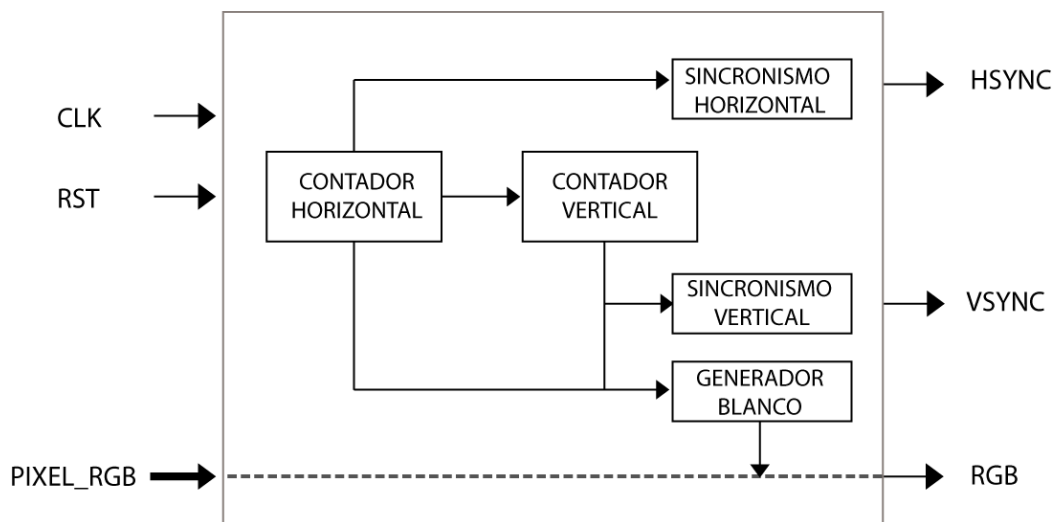 SINCRONISMO
HORIZONTAL
HSYNC
CLK
CONTADOR
HORIZONTAL
CONTADOR
VERTICAL
RST
SINCRONISMO
VERTICAL
VSYNC
GENERADOR
BLANCO
PIXEL_RGB
RGB